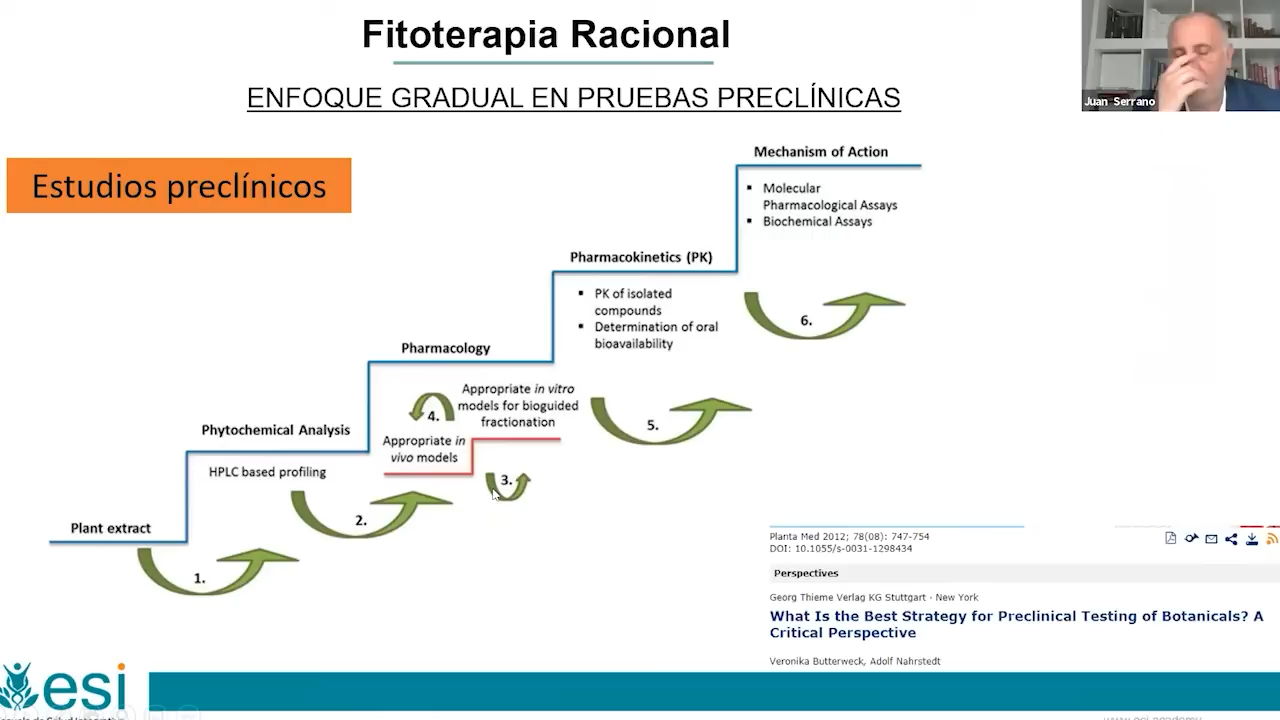 Fitoterapia Racional
ENFOQUE GRADUAL EN PRUEBAS PRECLÍNICAS
Juan Serrano
Estudios preclínicos
Mechanism of Action
▪ Molecular
Pharmacological Assays
▪ Biochemical Assays
Pharmacokinetics (PK)
▪ PK of isolated
compounds
▪ Determination of oral
bioavailability
6.
Pharmacology
Appropriate in vitro
models for bioguided
fractionation
4.
Appropriate in
vivo models
5.
3.
Phytochemical Analysis
HPLC based profiling
2.
Plant extract
1.
Planta Med 2012; 78(08): 747-754
DOI: 10.1055/s-0031-1298434
Perspectives
Georg Thieme Verlag KG Stuttgart · New York
What Is the Best Strategy for Preclinical Testing of Botanicals? A
Critical Perspective
Veronika Butterweck, Adolf Nahrstedt
esi